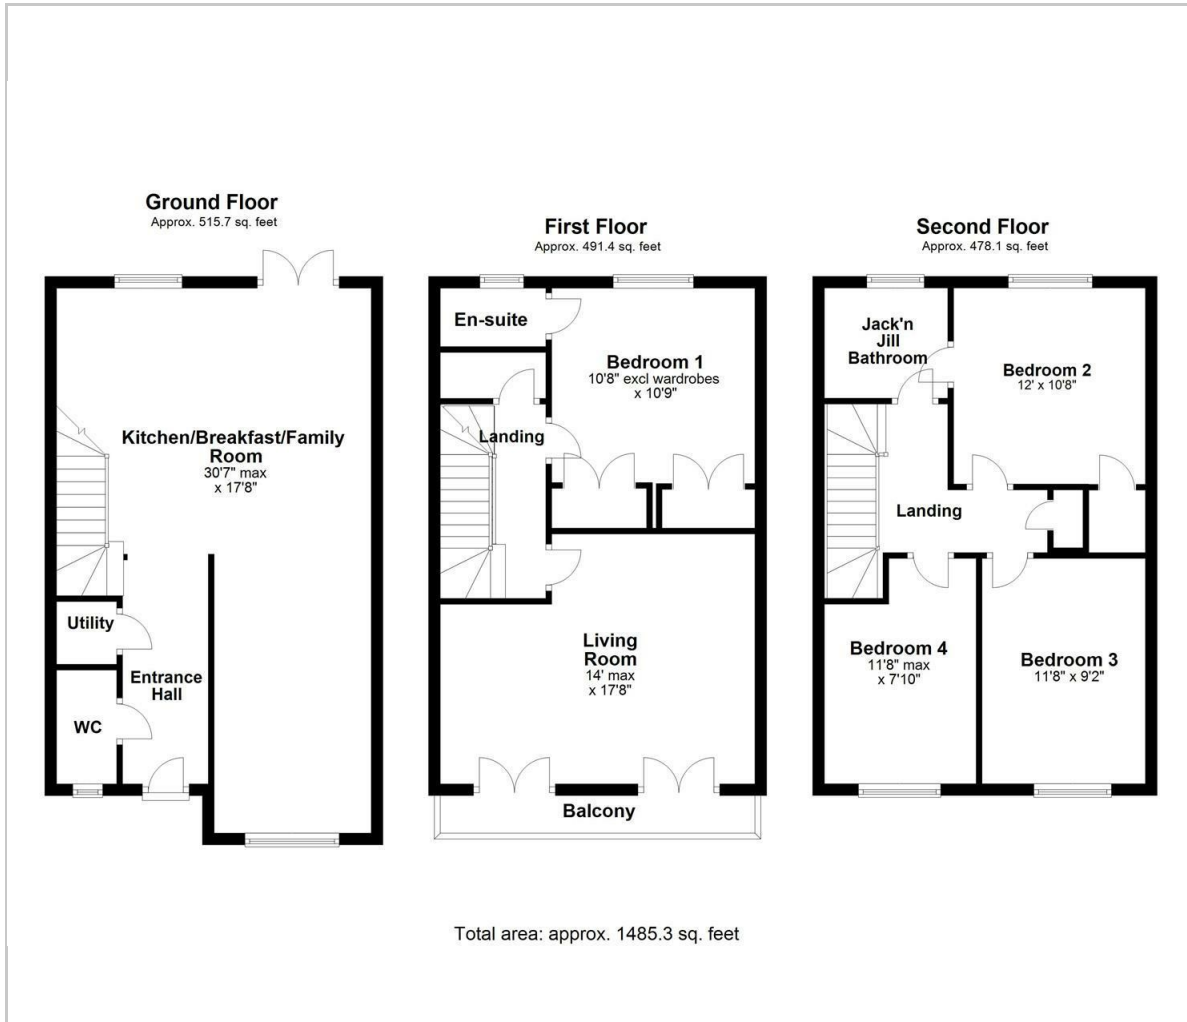 Ground Floor
Approx. 515.7 sq. feet
Kitchen/Breakfast/Family
Room
30'7" max
x 17'8"
Utility
Entrance
Hall
WC
First Floor
Approx. 491.4 sq. feet
En-suite
Bedroom 1
10'8" excl wardrobes
x 10'9"
Landing
Living
Room
14' max
x 17'8"
Balcony
Second Floor
Approx. 478.1 sq. feet
Jack'n
Jill
Bathroom
Bedroom 2
12' x 10'8"
Landing
Bedroom 4
11'8" max
x 7'10"
Bedroom 3
11'8" x 9'2"
Total area: approx. 1485.3 sq. feet